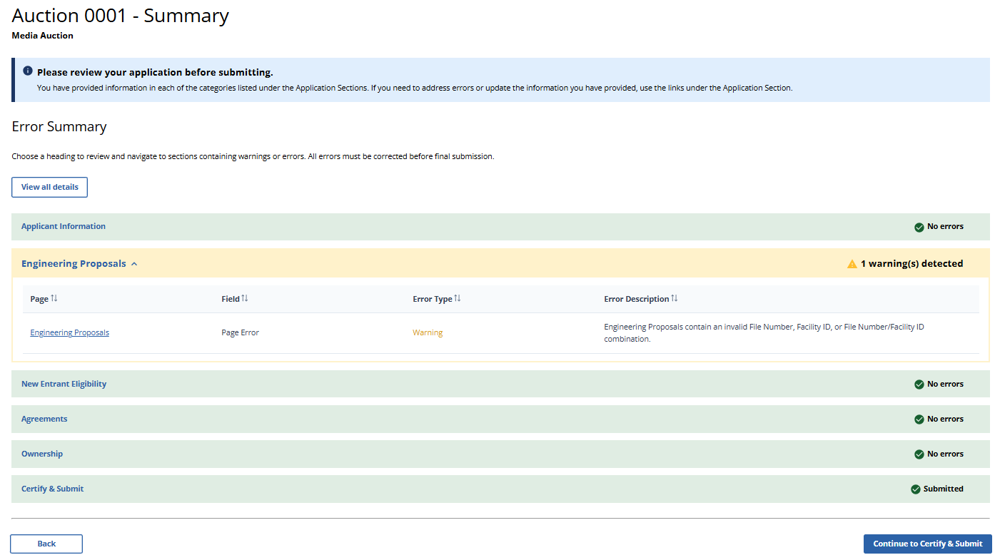 Auction 0001 - Summary
Media Auction
Please review your application before submitting.
You have provided information in each of the categories listed under the Application Sections. If you need to address errors or update the information you have provided, use the links under the Application Section.
Error Summary
Choose a heading to review and navigate to sections containing warnings or errors. All errors must be corrected before final submission.
View all details
Applicant Information No errors
Engineering Proposals 1 warning(s) detected
Page Field Error Type Error Description
Engineering Proposals Page Error Warning Engineering Proposals contain an invalid File Number, Facility ID, or File Number/Facility ID
combination.
New Entrant Eligibility No errors
Agreements No errors
Ownership No errors
Certify & Submit Submitted
Back Continue to Certify & Submit